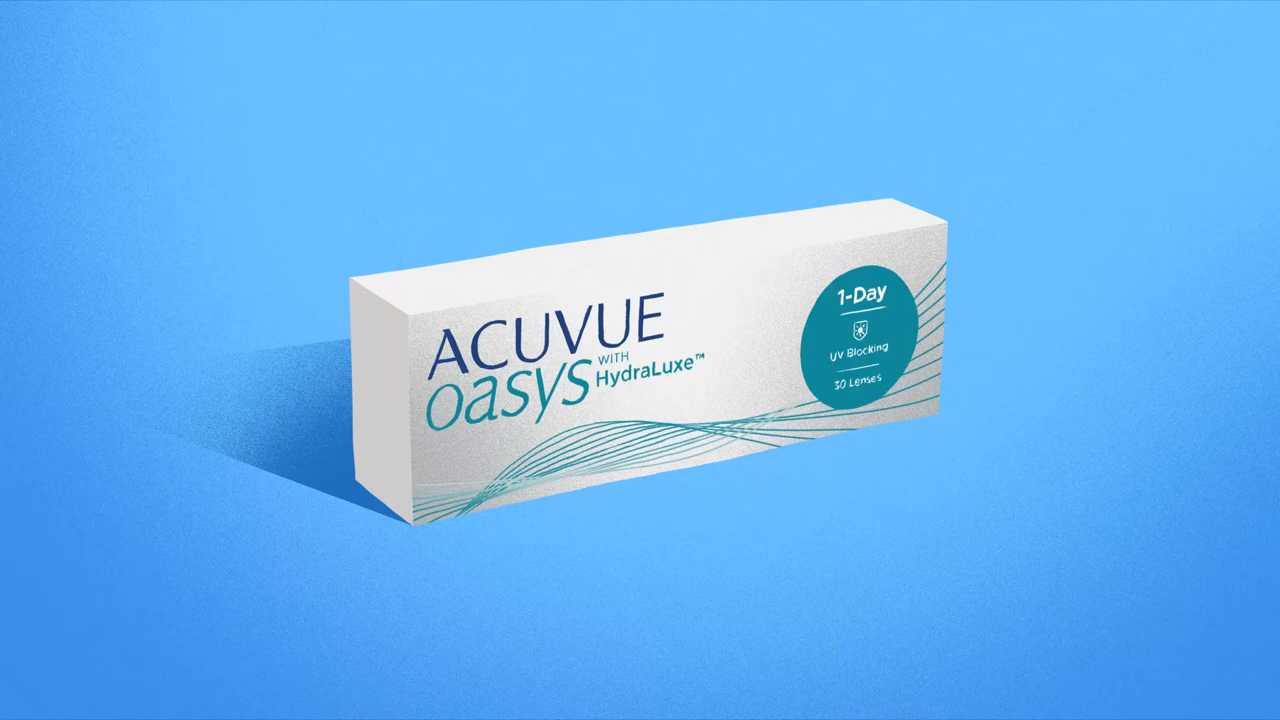 ACUVUE
oasys WITH HydraLuxe™
1-Day
UV Blocking
30 Lenses